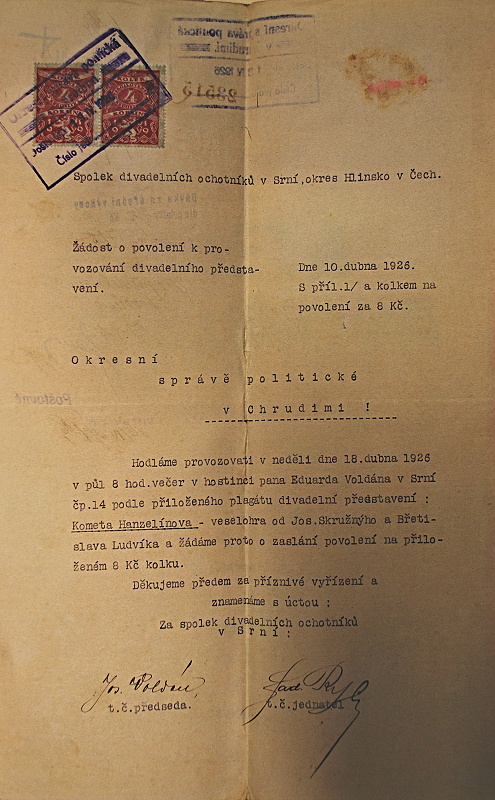 Spolek divadelních ochotníků v Srní,okres Hlinsko v Čech.
Žádost o povolení k pro-
vozování divadelního předsta-
vení.
Dne 10.dubna 1926.
S příl.1/ a kolkem na
povolení za 8 Kč.
Okresní
správě politické
v Chrudimi !
Hodláme provozovati v neděli dne 18.dubna 1926
v půl 8 hod.večer v hostinci pana Eduarda Voldána v Srní
čp.14 podle přiloženého plagátu divadelní představení :
Kometa Hanzelínova - veselohra od Jos.Skružného a Břeti-
slava Ludvíka a žádáme proto o zaslání povolení na přilo-
ženém 8 Kč kolku.
Děkujeme předem za příznivé vyřízení a
znamenáme s úctou :
Za spolek divadelních ochotníků
v Srní :
Jos. Voldán,
t.č.předseda.
t.č.jednatel